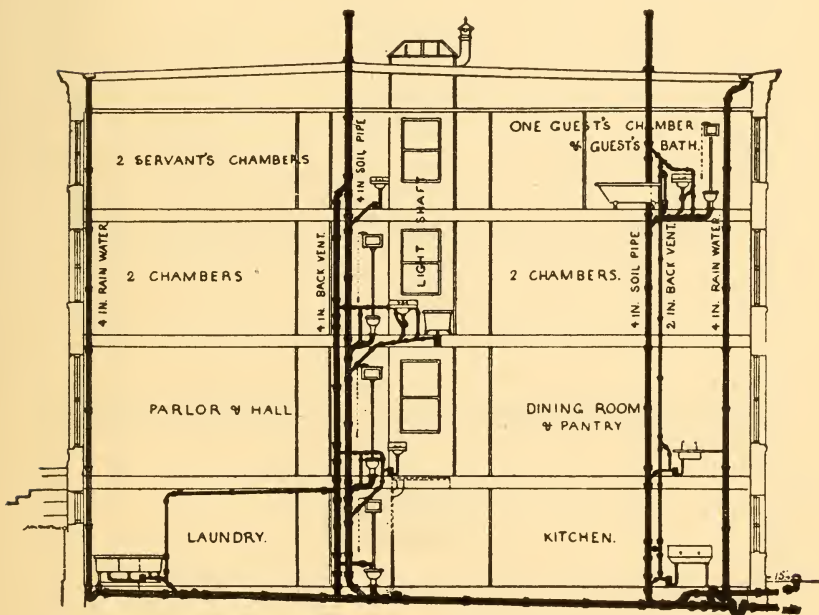 ONE GUEST'S CHAMBER
& GUEST'S BATH.
2 SERVANT'S CHAMBERS
4 IN. SOIL PIPE
LIGHT SHAFT
4 IN. RAIN WATER
2 CHAMBERS
4 IN. BACK VENT.
2 CHAMBERS.
4 IN. SOIL PIPE
2 IN. BACK VENT.
4 IN. RAIN WATER
PARLOR & HALL
DINING ROOM
& PANTRY
LAUNDRY.
KITCHEN.